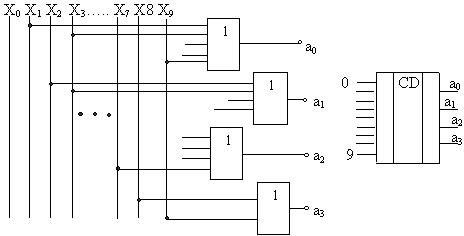 X₀ X₁ X₂ X₃...... X₇ X8 X₉
1
a₀
1
a₁
1
a₂
1
a₃
0
CD
a₀
a₁
a₂
a₃
9